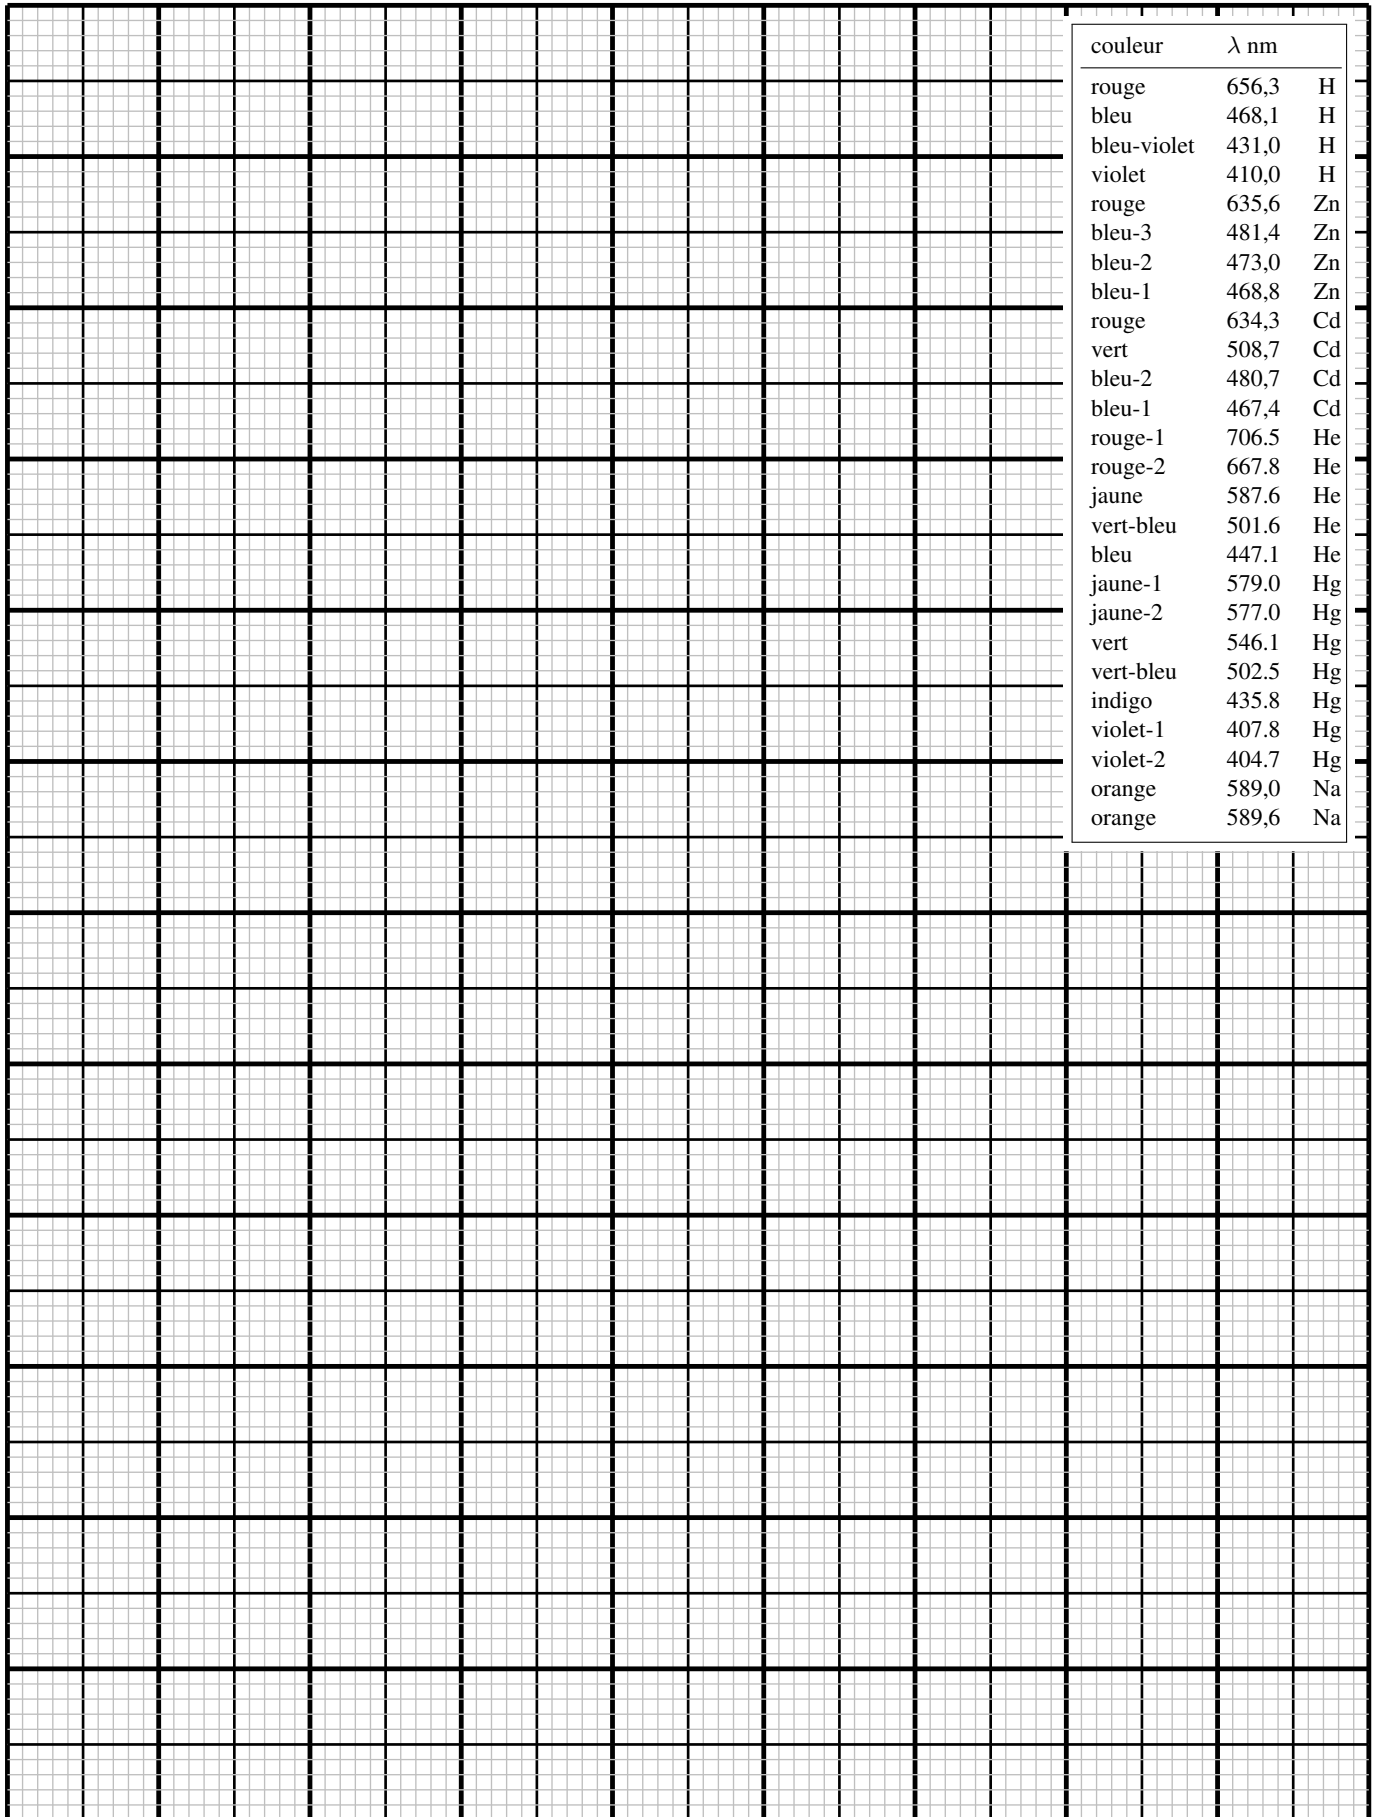 couleur λ nm
rouge 656,3 H
bleu 468,1 H
bleu-violet 431,0 H
violet 410,0 H
rouge 635,6 Zn
bleu-3 481,4 Zn
bleu-2 473,0 Zn
bleu-1 468,8 Zn
rouge 634,3 Cd
vert 508,7 Cd
bleu-2 480,7 Cd
bleu-1 467,4 Cd
rouge-1 706.5 He
rouge-2 667.8 He
jaune 587.6 He
vert-bleu 501.6 He
bleu 447.1 He
jaune-1 579.0 Hg
jaune-2 577.0 Hg
vert 546.1 Hg
vert-bleu 502.5 Hg
indigo 435.8 Hg
violet-1 407.8 Hg
violet-2 404.7 Hg
orange 589,0 Na
orange 589,6 Na